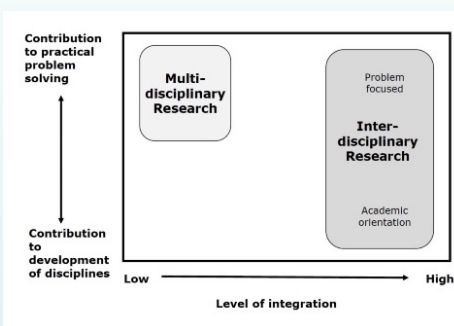 Contribution
to practical
problem
solving
Multi-
disciplinary
Research
Problem
focused
Inter-
disciplinary
Research
Academic
orientation
Contribution
to
development
of disciplines
Low
High
Level of integration